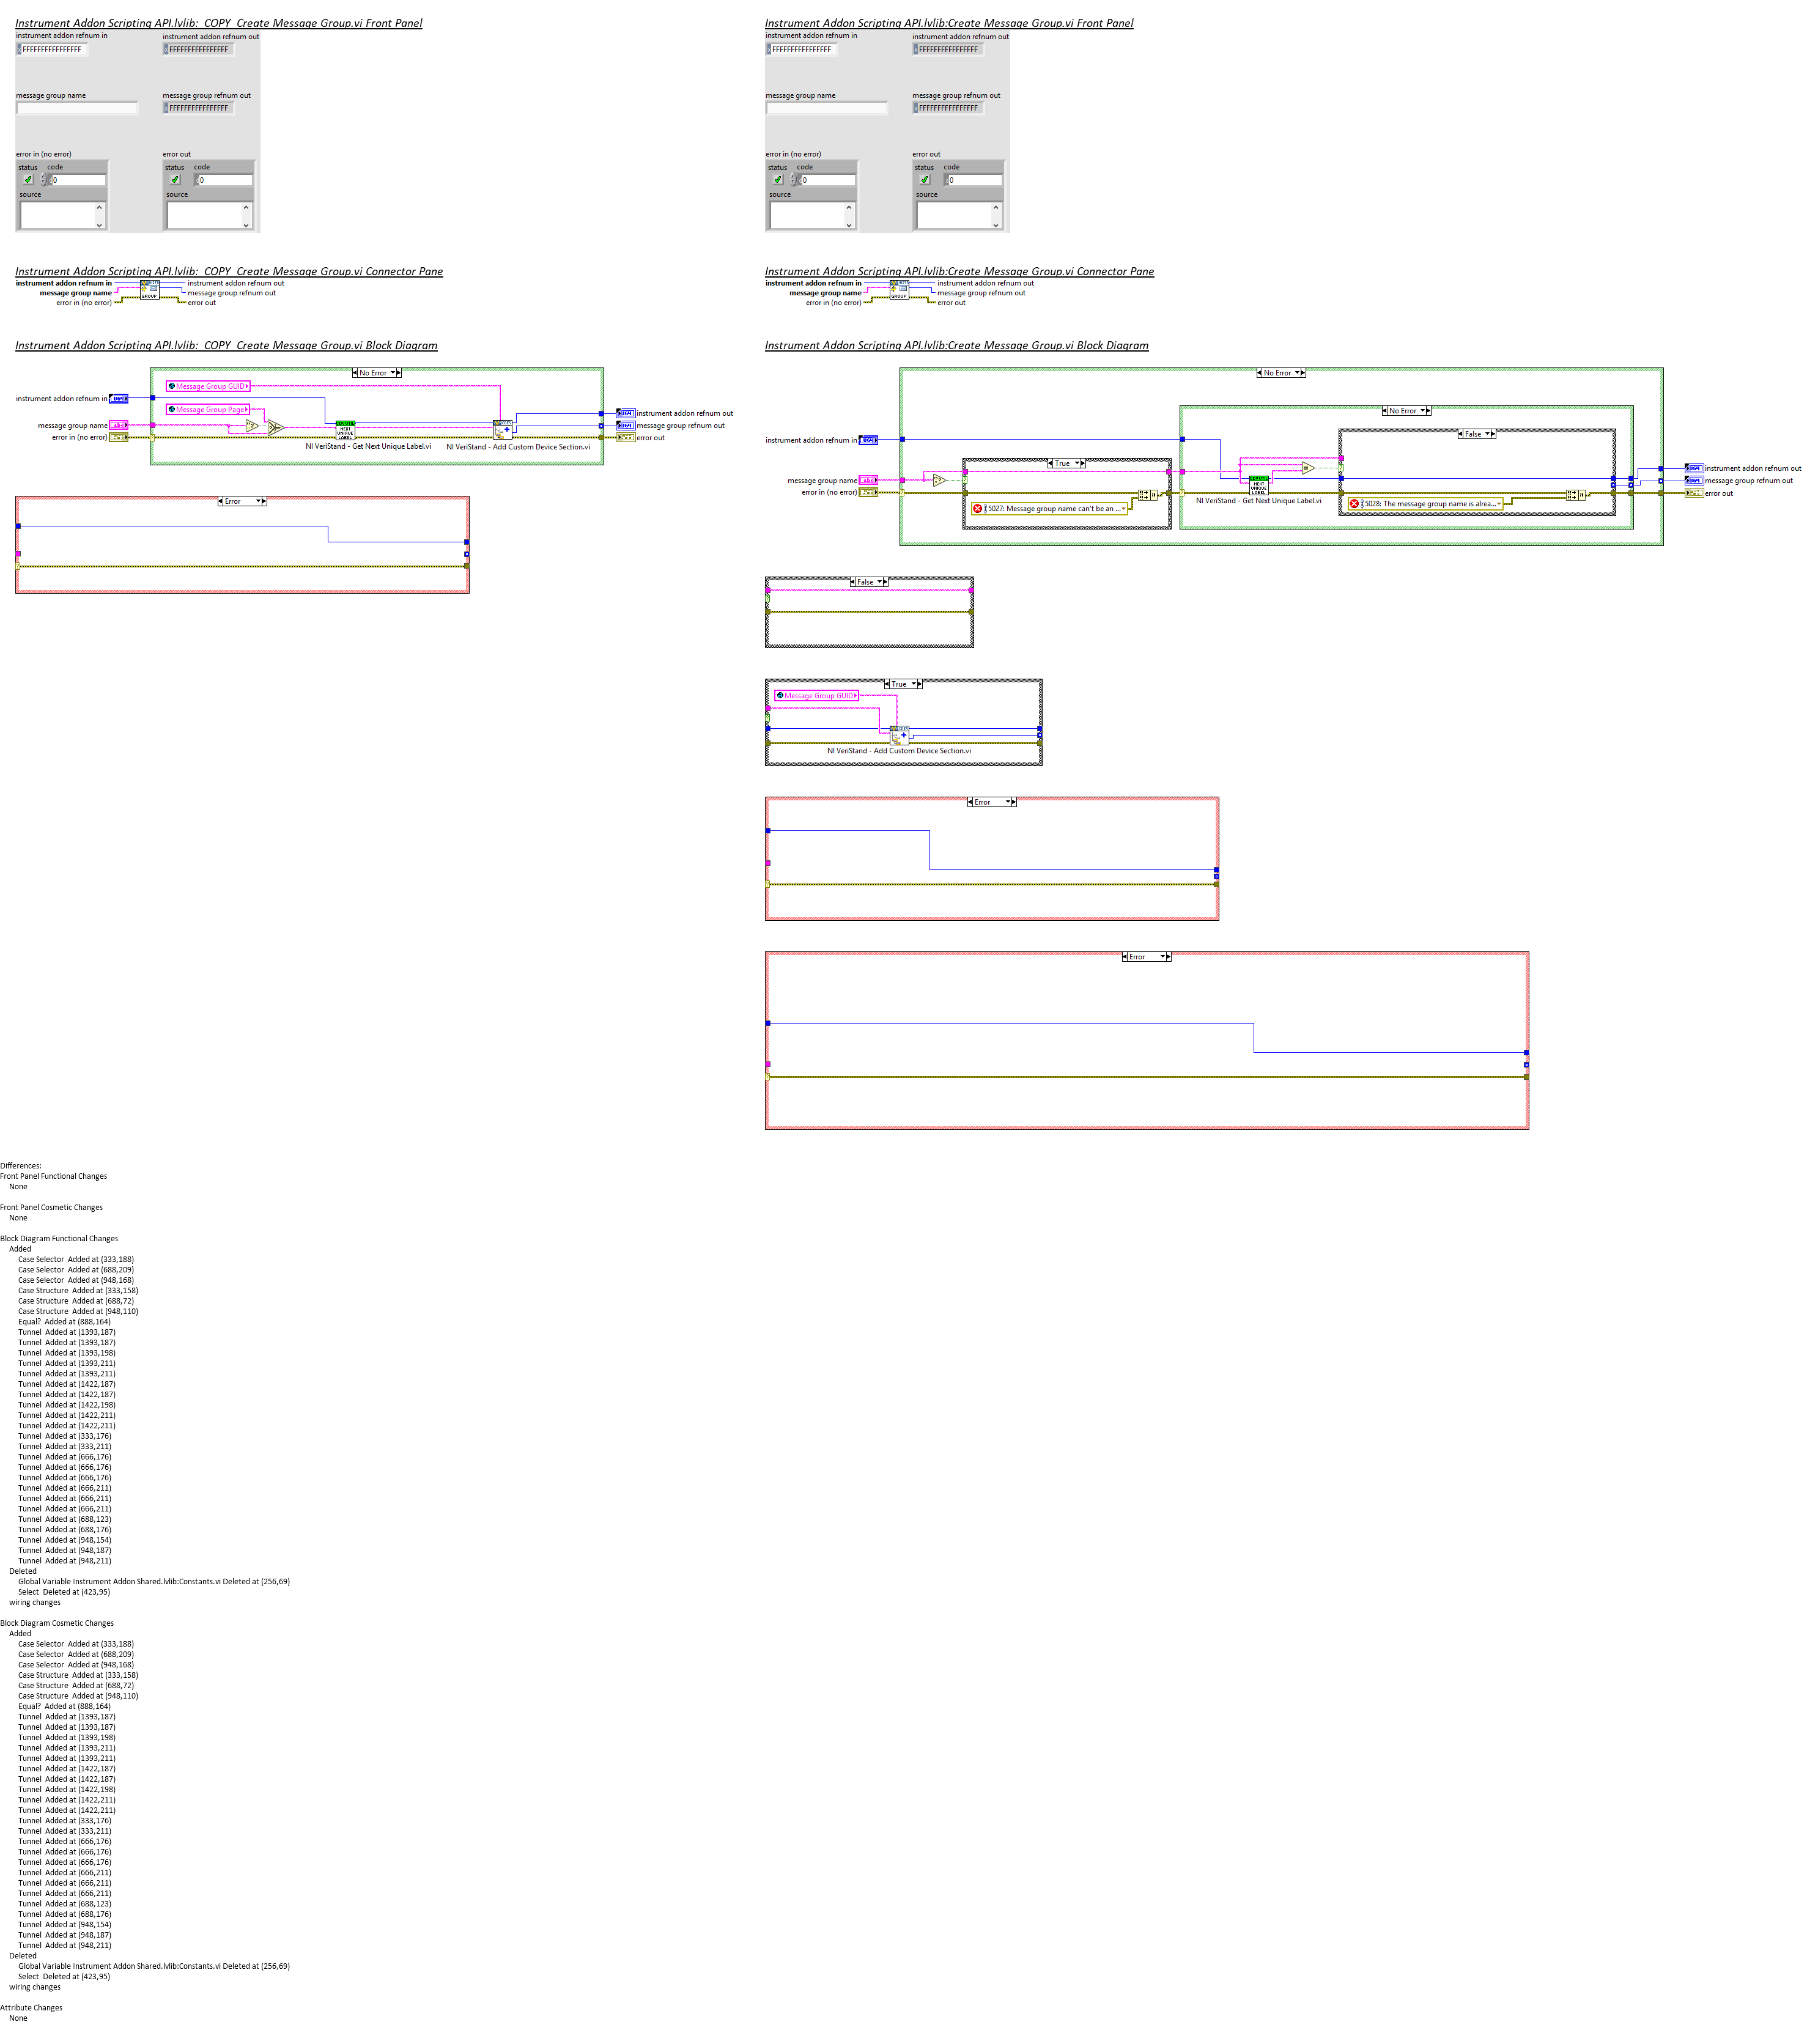 Instrument Addon Scripting API.lvlib:_COPY_Create Message Group.vi Front Panel
instrument addon refnum in
instrument addon refnum out
FFFFFFFFFFFFFFFF
FFFFFFFFFFFFFFFF
message group name
message group refnum out
FFFFFFFFFFFFFFFF
error in (no error)
error out
status code
status code
0
0
source
source
Instrument Addon Scripting API.lvlib:Create Message Group.vi Front Panel
instrument addon refnum in
instrument addon refnum out
FFFFFFFFFFFFFFFF
FFFFFFFFFFFFFFFF
message group name
message group refnum out
FFFFFFFFFFFFFFFF
error in (no error)
error out
status code
status code
0
0
source
source
Instrument Addon Scripting API.lvlib:_COPY_Create Message Group.vi Connector Pane
instrument addon refnum in
instrument addon refnum out
message group name
message group refnum out
error in (no error)
error out
GROUP
Instrument Addon Scripting API.lvlib:Create Message Group.vi Connector Pane
instrument addon refnum in
instrument addon refnum out
message group name
message group refnum out
error in (no error)
error out
GROUP
Instrument Addon Scripting API.lvlib:_COPY_Create Message Group.vi Block Diagram
No Error
Message Group GUID
instrument addon refnum in
Message Group Page
instrument addon refnum out
message group name
message group refnum out
error in (no error)
error out
NEXT
UNIQUE
LABEL
NI VeriStand - Get Next Unique Label.vi
NI VeriStand - Add Custom Device Section.vi
Error
Instrument Addon Scripting API.lvlib:Create Message Group.vi Block Diagram
No Error
No Error
False
instrument addon refnum in
True
instrument addon refnum out
message group name
message group refnum out
error in (no error)
error out
NEXT
UNIQUE
LABEL
NI VeriStand - Get Next Unique Label.vi
5027: Message group name can't be an ...
5028: The message group name is alrea...
False
True
Message Group GUID
NI VeriStand - Add Custom Device Section.vi
Error
Error
Differences:
Front Panel Functional Changes
None
Front Panel Cosmetic Changes
None
Block Diagram Functional Changes
Added
Case Selector  Added at (333,188)
Case Selector  Added at (688,209)
Case Selector  Added at (948,168)
Case Structure  Added at (333,158)
Case Structure  Added at (688,72)
Case Structure  Added at (948,110)
Equal?  Added at (888,164)
Tunnel  Added at (1393,187)
Tunnel  Added at (1393,187)
Tunnel  Added at (1393,198)
Tunnel  Added at (1393,211)
Tunnel  Added at (1393,211)
Tunnel  Added at (1422,187)
Tunnel  Added at (1422,187)
Tunnel  Added at (1422,198)
Tunnel  Added at (1422,211)
Tunnel  Added at (1422,211)
Tunnel  Added at (333,176)
Tunnel  Added at (333,211)
Tunnel  Added at (666,176)
Tunnel  Added at (666,176)
Tunnel  Added at (666,176)
Tunnel  Added at (666,211)
Tunnel  Added at (666,211)
Tunnel  Added at (666,211)
Tunnel  Added at (688,123)
Tunnel  Added at (688,176)
Tunnel  Added at (948,154)
Tunnel  Added at (948,187)
Tunnel  Added at (948,211)
Deleted
Global Variable Instrument Addon Shared.lvlib:Constants.vi Deleted at (256,69)
Select  Deleted at (423,95)
wiring changes
Block Diagram Cosmetic Changes
Added
Case Selector  Added at (333,188)
Case Selector  Added at (688,209)
Case Selector  Added at (948,168)
Case Structure  Added at (333,158)
Case Structure  Added at (688,72)
Case Structure  Added at (948,110)
Equal?  Added at (888,164)
Tunnel  Added at (1393,187)
Tunnel  Added at (1393,187)
Tunnel  Added at (1393,198)
Tunnel  Added at (1393,211)
Tunnel  Added at (1393,211)
Tunnel  Added at (1422,187)
Tunnel  Added at (1422,187)
Tunnel  Added at (1422,198)
Tunnel  Added at (1422,211)
Tunnel  Added at (1422,211)
Tunnel  Added at (333,176)
Tunnel  Added at (333,211)
Tunnel  Added at (666,176)
Tunnel  Added at (666,176)
Tunnel  Added at (666,176)
Tunnel  Added at (666,211)
Tunnel  Added at (666,211)
Tunnel  Added at (666,211)
Tunnel  Added at (688,123)
Tunnel  Added at (688,176)
Tunnel  Added at (948,154)
Tunnel  Added at (948,187)
Tunnel  Added at (948,211)
Deleted
Global Variable Instrument Addon Shared.lvlib:Constants.vi Deleted at (256,69)
Select  Deleted at (423,95)
wiring changes
Attribute Changes
None